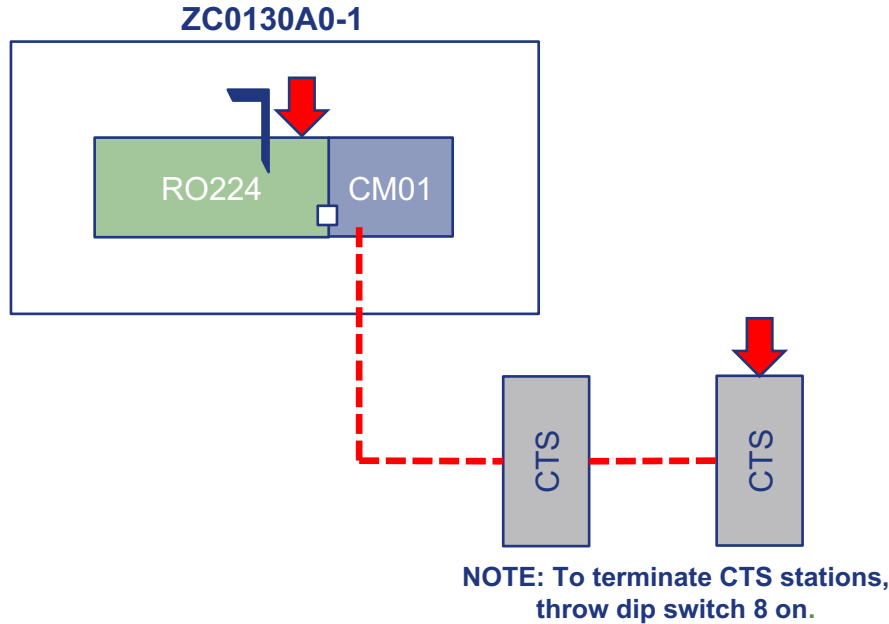 ZC0130A0-1
RO224
CM01
CTS
CTS
NOTE: To terminate CTS stations,
throw dip switch 8 on.